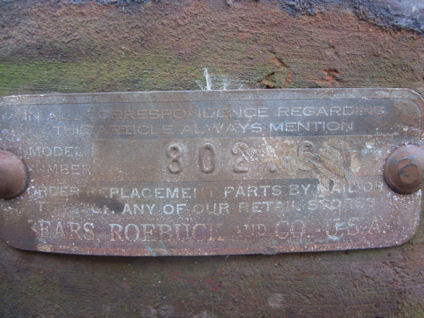 IN ALL CORRESPONDENCE REGARDING
THIS ARTICLE ALWAYS MENTION
MODEL
NUMBER
ORDER REPLACEMENT PARTS BY MAIL OR
THROUGH ANY OF OUR RETAIL STORES
SEARS, ROEBUCK AND CO. U.S.A.